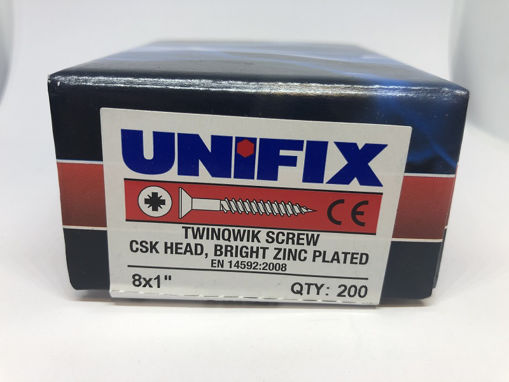 UNIFIX
CE
TWINQWIK SCREW
CSK HEAD, BRIGHT ZINC PLATED
EN 14592:2008
8x1" QTY: 200